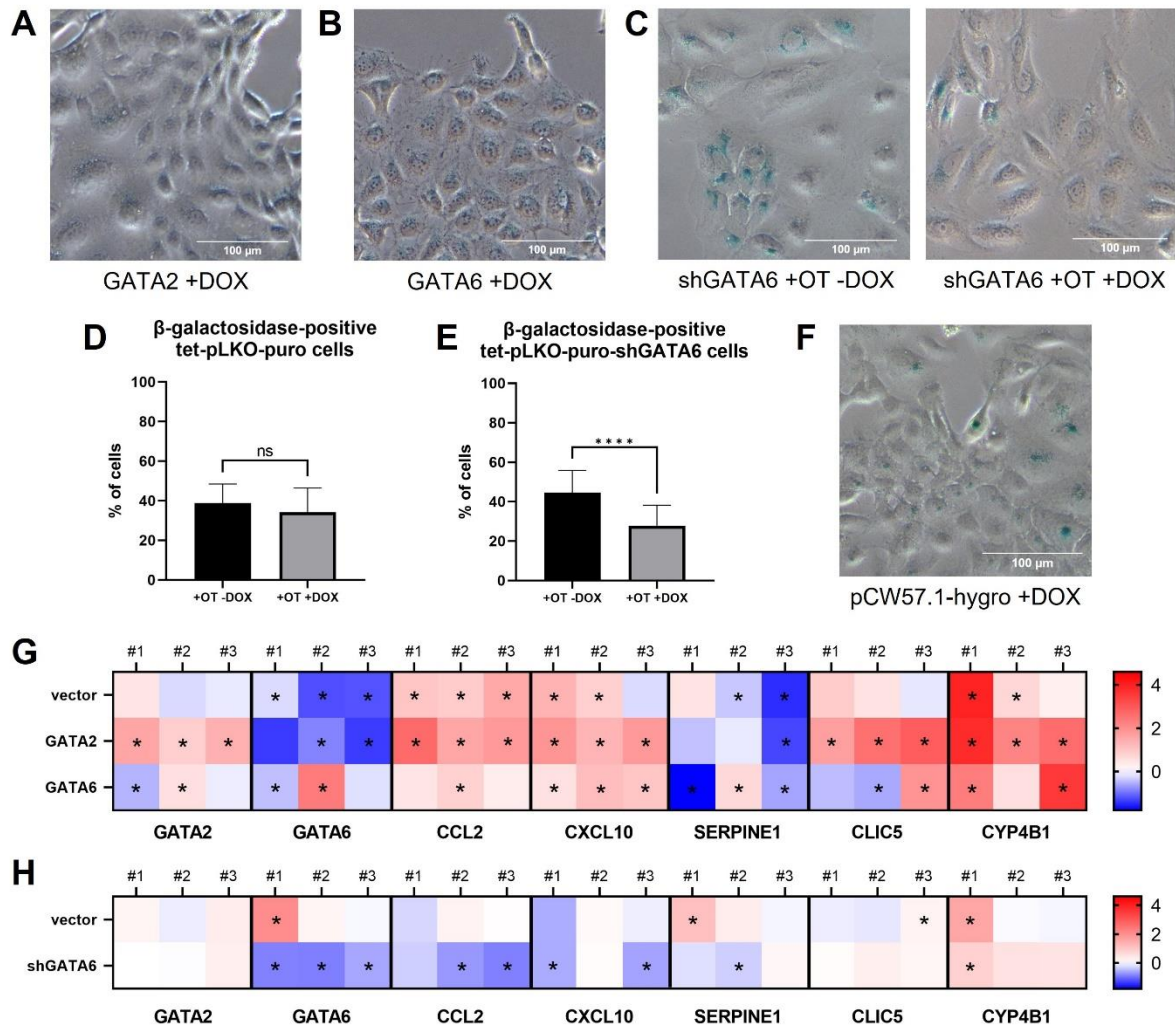 A
B
C
100 µm
100 µm
100 µm
100 µm
GATA2 +DOX
GATA6 +DOX
shGATA6 +OT -DOX
shGATA6 +OT +DOX
D
β-galactosidase-positive
tet-pLKO-puro cells
% of cells
100
80
60
40
20
0
ns
+OT -DOX
+OT +DOX
E
β-galactosidase-positive
tet-pLKO-puro-shGATA6 cells
% of cells
100
80
60
40
20
0
****
+OT -DOX
+OT +DOX
F
100 µm
pCW57.1-hygro +DOX
G
#1 #2 #3 #1 #2 #3 #1 #2 #3 #1 #2 #3 #1 #2 #3 #1 #2 #3 #1 #2 #3
vector * * * * * * * * * * * *
GATA2 * * * * * * * * * * * * * * * * * *
GATA6 * * * * * * * * * * * * * * *
GATA2 GATA6 CCL2 CXCL10 SERPINE1 CLIC5 CYP4B1
4
2
0
H
#1 #2 #3 #1 #2 #3 #1 #2 #3 #1 #2 #3 #1 #2 #3 #1 #2 #3 #1 #2 #3
vector * * * *
shGATA6 * * * * * * * * *
GATA2 GATA6 CCL2 CXCL10 SERPINE1 CLIC5 CYP4B1
4
2
0